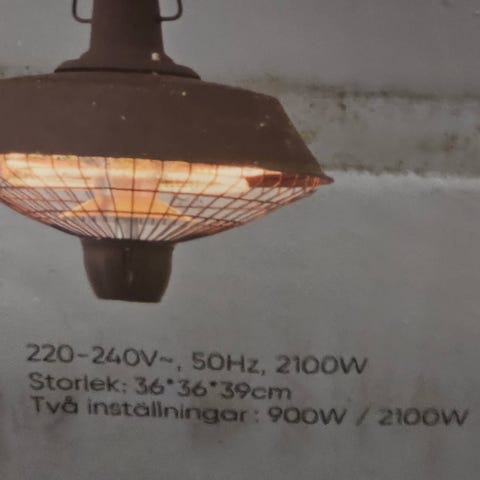 220-240V~, 50Hz, 2100W
Storlek: 36*36*39cm
Två inställningar: 900W / 2100W